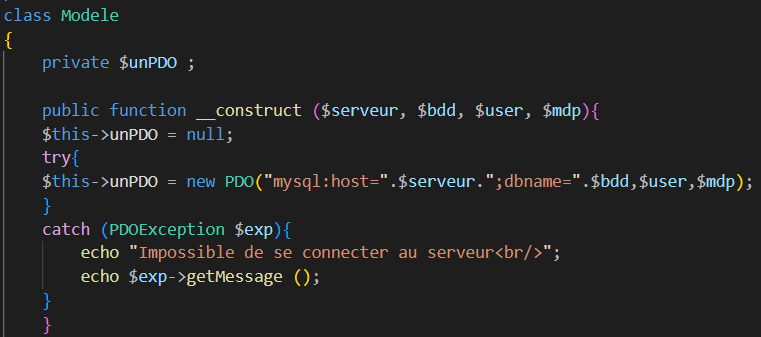 class Modele
{
    private $unPDO ;

    public function __construct ($serveur, $bdd, $user, $mdp){
    $this->unPDO = null;
    try{
    $this->unPDO = new PDO("mysql:host=".$serveur.";dbname=".$bdd,$user,$mdp);
    }
    catch (PDOException $exp){
        echo "Impossible de se connecter au serveur<br/>";
        echo $exp->getMessage ();
    }
    }